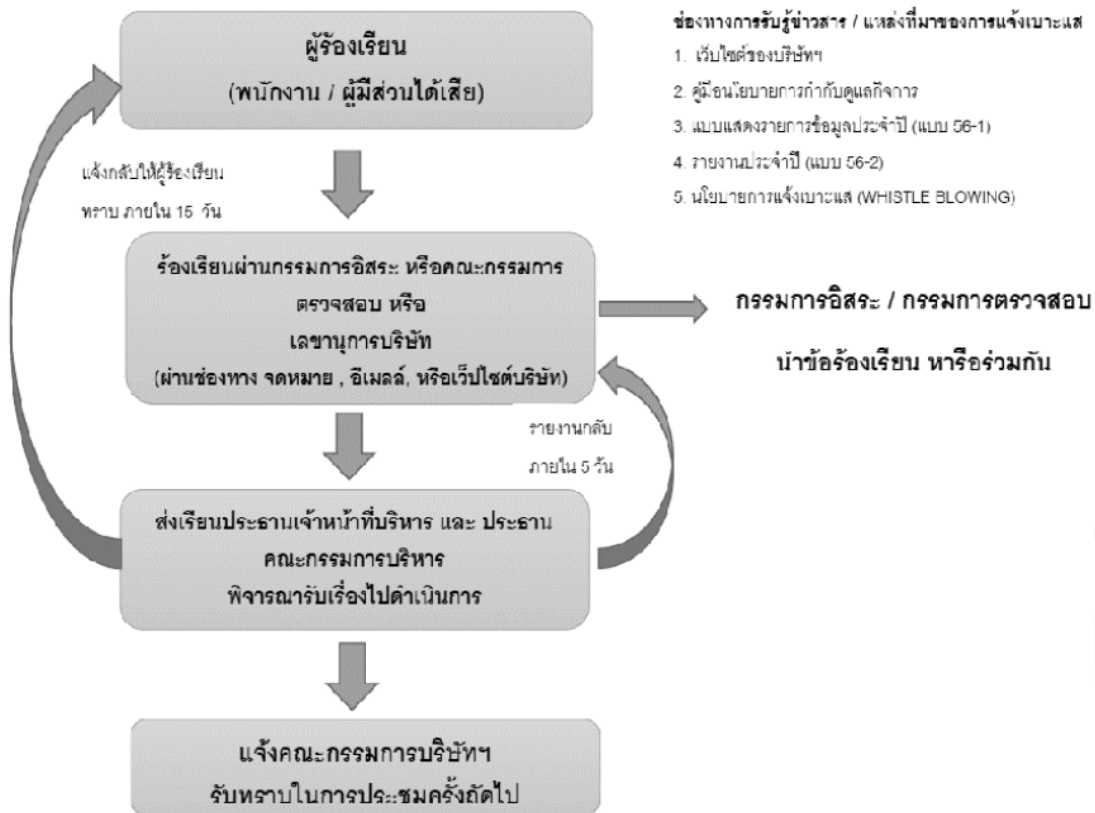 ผู้ร้องเรียน
(พนักงาน / ผู้มีส่วนได้เสีย)
ช่องทางการรับรู้ข่าวสาร / แหล่งที่มาของการแจ้งเบาะแส
1. เว็บไซต์ของบริษัทฯ
2. คู่มือนโยบายการกำกับดูแลกิจการ
3. แบบแสดงรายการข้อมูลประจำปี (แบบ 56-1)
4. รายงานประจำปี (แบบ 56-2)
5. นโยบายการแจ้งเบาะแส (WHISTLE BLOWING)
แจ้งกลับให้ผู้ร้องเรียน
ทราบ ภายใน 15 วัน
ร้องเรียนผ่านกรรมการอิสระ หรือคณะกรรมการ
ตรวจสอบ หรือ
เลขานุการบริษัท
(ผ่านช่องทาง จดหมาย , อีเมลล์, หรือเว็ปไซต์บริษัท)
กรรมการอิสระ / กรรมการตรวจสอบ
นำข้อร้องเรียน หารือร่วมกัน
รายงานกลับ
ภายใน 5 วัน
ส่งเรียนประธานเจ้าหน้าที่บริหาร และ ประธาน
คณะกรรมการบริหาร
พิจารณารับเรื่องไปดำเนินการ
แจ้งคณะกรรมการบริษัทฯ
รับทราบในการประชุมครั้งถัดไป